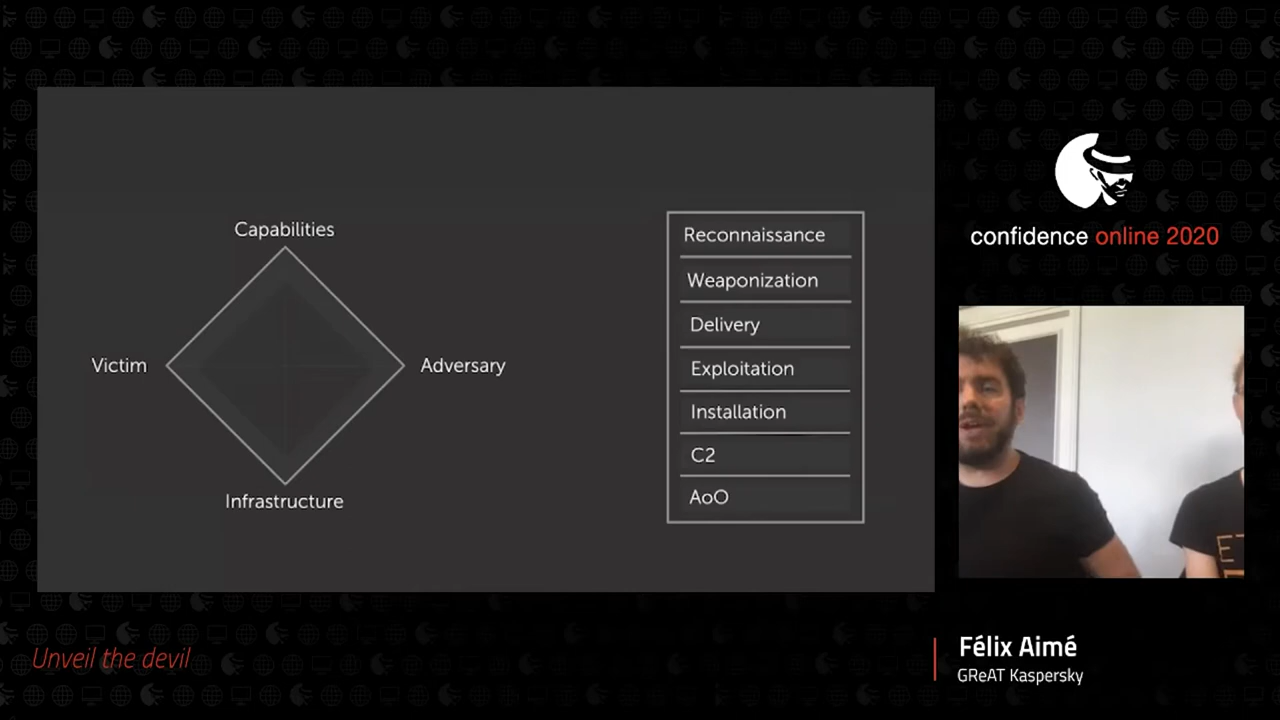 Capabilities
Victim
Adversary
Infrastructure
Reconnaissance
Weaponization
Delivery
Exploitation
Installation
C2
AoO
confidence online 2020
Unveil the devil
Félix Aimé
GReAT Kaspersky